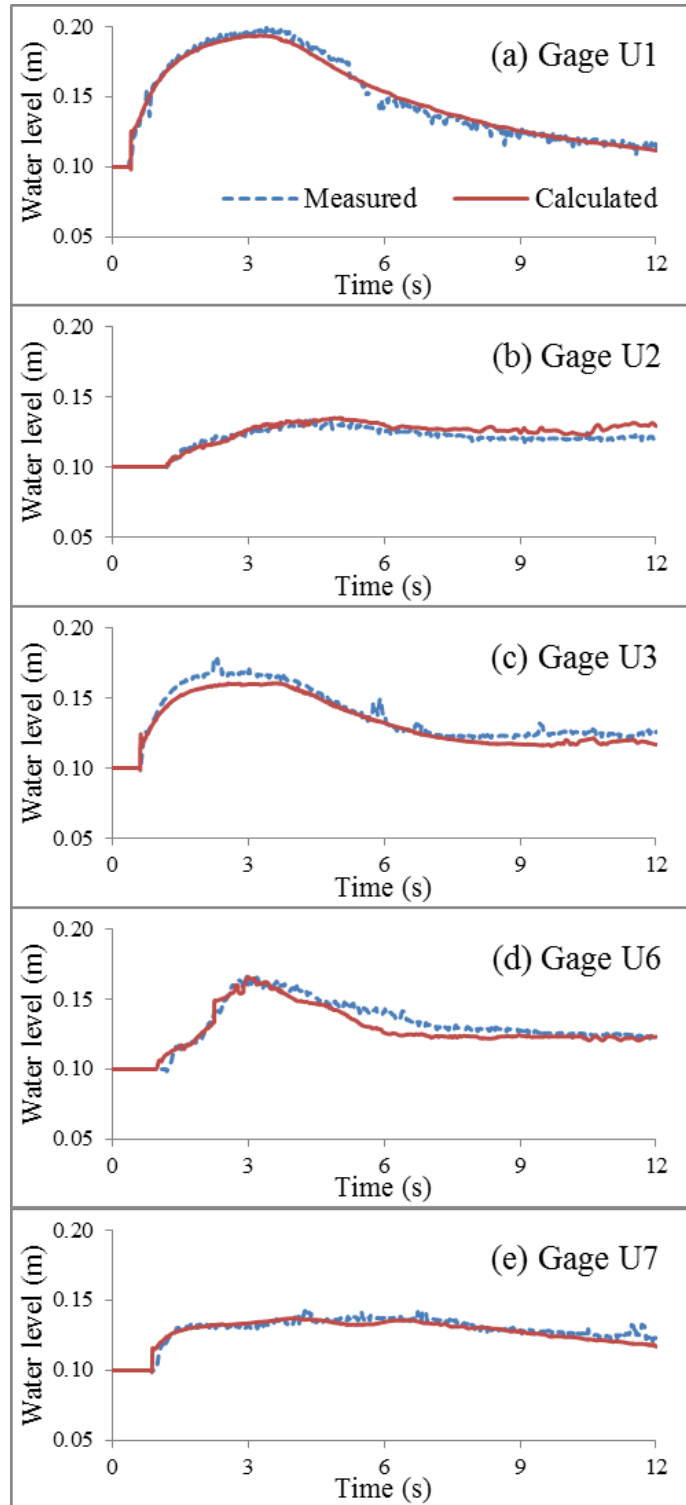 0.20
(a) Gage U1
0.15
0.10
Measured
Calculated
0.05
0 3 6 9 12
Water level (m)
Time (s)
0.20
(b) Gage U2
0.15
0.10
0.05
0 3 6 9 12
Water level (m)
Time (s)
0.20
(c) Gage U3
0.15
0.10
0.05
0 3 6 9 12
Water level (m)
Time (s)
0.20
(d) Gage U6
0.15
0.10
0.05
0 3 6 9 12
Water level (m)
Time (s)
0.20
(e) Gage U7
0.15
0.10
0.05
0 3 6 9 12
Water level (m)
Time (s)